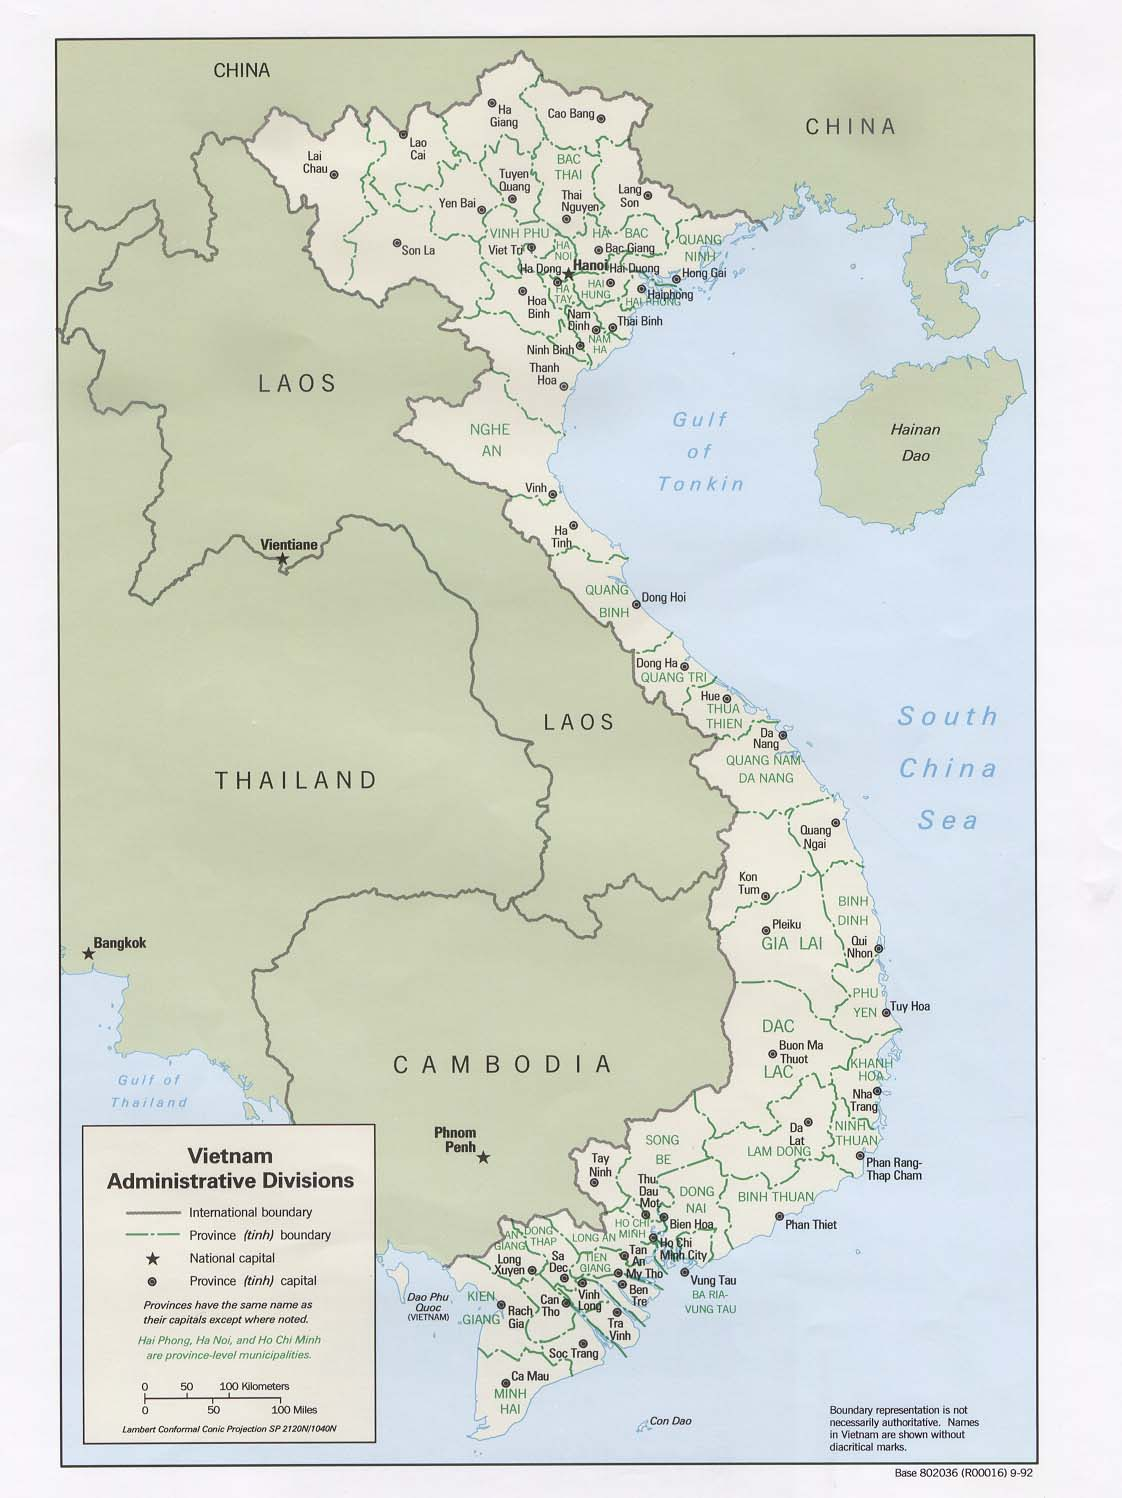 CHINA
CHINA
Ha
Giang
Cao Bang
Lao
Cai
Lai
Chau
BAC
THAI
Tuyen
Quang
Thai
Nguyen
Lang
Son
Yen Bai
VINH PHU
HA BAC
QUANG
NINH
Son La
Viet Tri
HA
NOI
Bac Giang
Ha Dong
Hanoi
Hai Duong
Hong Gai
HA
TAY
HAI
HUNG
Haiphong
HAI PHONG
Hoa
Binh
Nam
Dinh
Thai Binh
NAM
HA
Ninh Binh
Thanh
Hoa
LAOS
Gulf
of
Tonkin
Hainan
Dao
NGHE
AN
Vinh
Ha
Tinh
Vientiane
QUANG
BINH
Dong Hoi
Dong Ha
QUANG TRI
Hue
THUA
THIEN
LAOS
Da
Nang
QUANG NAM-
DA NANG
South
China
Sea
THAILAND
Quang
Ngai
Kon
Tum
BINH
DINH
Pleiku
GIA LAI
Qui
Nhon
Bangkok
PHU
YEN
Tuy Hoa
DAC
LAC
Buon Ma
Thuot
CAMBODIA
KHANH
HOA
Nha
Trang
Gulf of
Thailand
Da
Lat
NINH
THUAN
LAM DONG
Phan Rang-
Thap Cham
Phnom
Penh
SONG
BE
Tay
Ninh
Thu
Dau
Mot
DONG
NAI
BINH THUAN
Phan Thiet
Bien Hoa
HO CHI
MINH
Ho Chi
Minh City
AN
GIANG
DONG
THAP
LONG AN
Long
Xuyen
Sa
Dec
TIEN
GIANG
Tan
An
My Tho
Vung Tau
BA RIA-
VUNG TAU
Dao Phu
Quoc
(VIETNAM)
KIEN
GIANG
Rach
Gia
Can
Tho
Vinh
Long
Ben
Tre
Tra
Vinh
Soc Trang
Ca Mau
MINH
HAI
Con Dao
Vietnam
Administrative Divisions
International boundary
Province (tinh) boundary
National capital
Province (tinh) capital
Provinces have the same name as
their capitals except where noted.
Hai Phong, Ha Noi, and Ho Chi Minh
are province-level municipalities.
0 50 100 Kilometers
0 50 100 Miles
Lambert Conformal Conic Projection SP 2120N/1040N
Boundary representation is not
necessarily authoritative. Names
in Vietnam are shown without
diacritical marks.
Base 802036 (R00016) 9-92